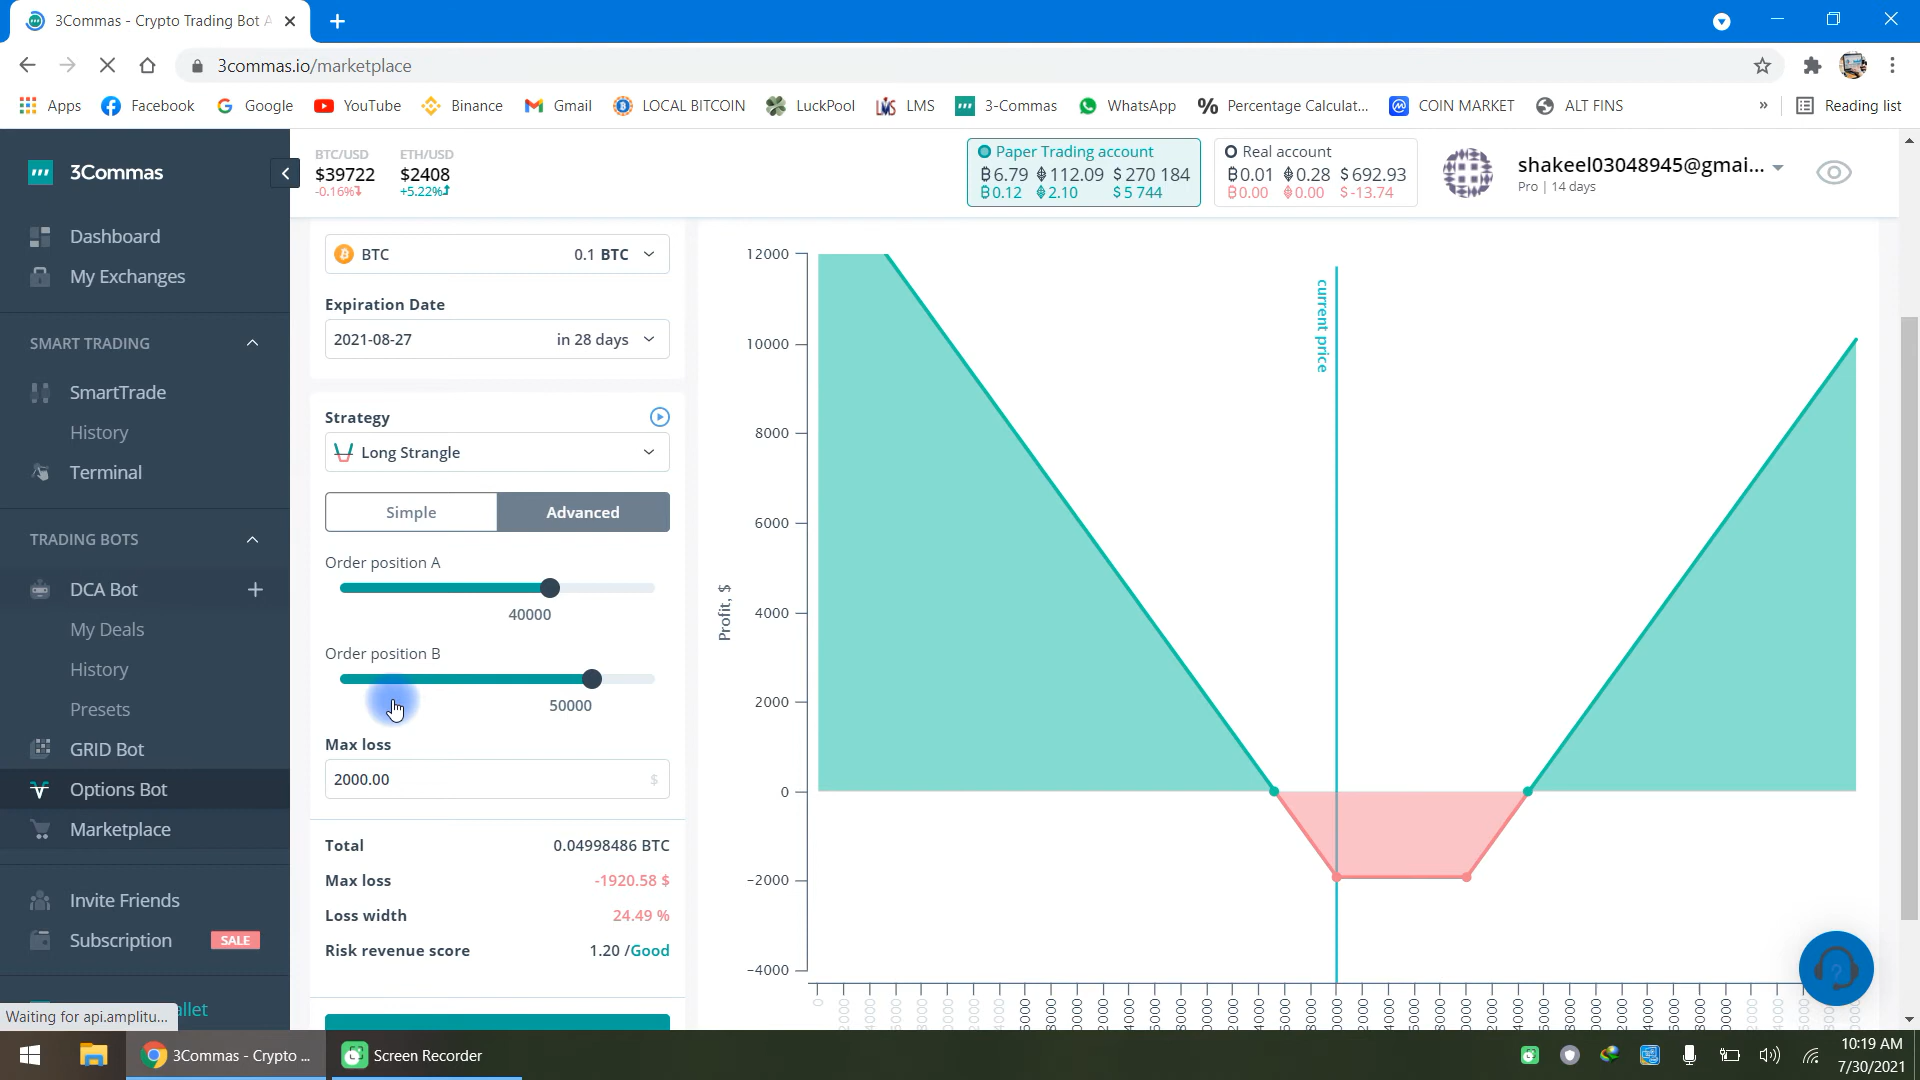 3Commas - Crypto Trading Bot A
3commas.io/marketplace
Apps
Facebook
Google
YouTube
Binance
Gmail
LOCAL BITCOIN
LuckPool
LMS
3-Commas
WhatsApp
Percentage Calculat...
COIN MARKET
ALT FINS
»
Reading list
3Commas
BTC/USD
$39722
-0.16%
ETH/USD
$2408
+5.22%
Paper Trading account
₿6.79 112.09 $270 184
₿0.12 2.10 $5 744
Real account
₿0.01 0.28 $692.93
₿0.00 0.00 $-13.74
shakeel03048945@gmai...
Pro | 14 days
Dashboard
My Exchanges
SMART TRADING
SmartTrade
History
Terminal
TRADING BOTS
DCA Bot
My Deals
History
Presets
GRID Bot
Options Bot
Marketplace
Invite Friends
Subscription SALE
allet
Waiting for api.amplitu...
BTC 0.1 BTC
Expiration Date
2021-08-27 in 28 days
Strategy
Long Strangle
Simple
Advanced
Order position A
40000
Order position B
50000
Max loss
2000.00 $
Total 0.04998486 BTC
Max loss -1920.58 $
Loss width 24.49 %
Risk revenue score 1.20 /Good
12000
10000
8000
6000
4000
2000
0
-2000
-4000
Profit, $
current price
3Commas - Crypto ...
Screen Recorder
10:19 AM
7/30/2021